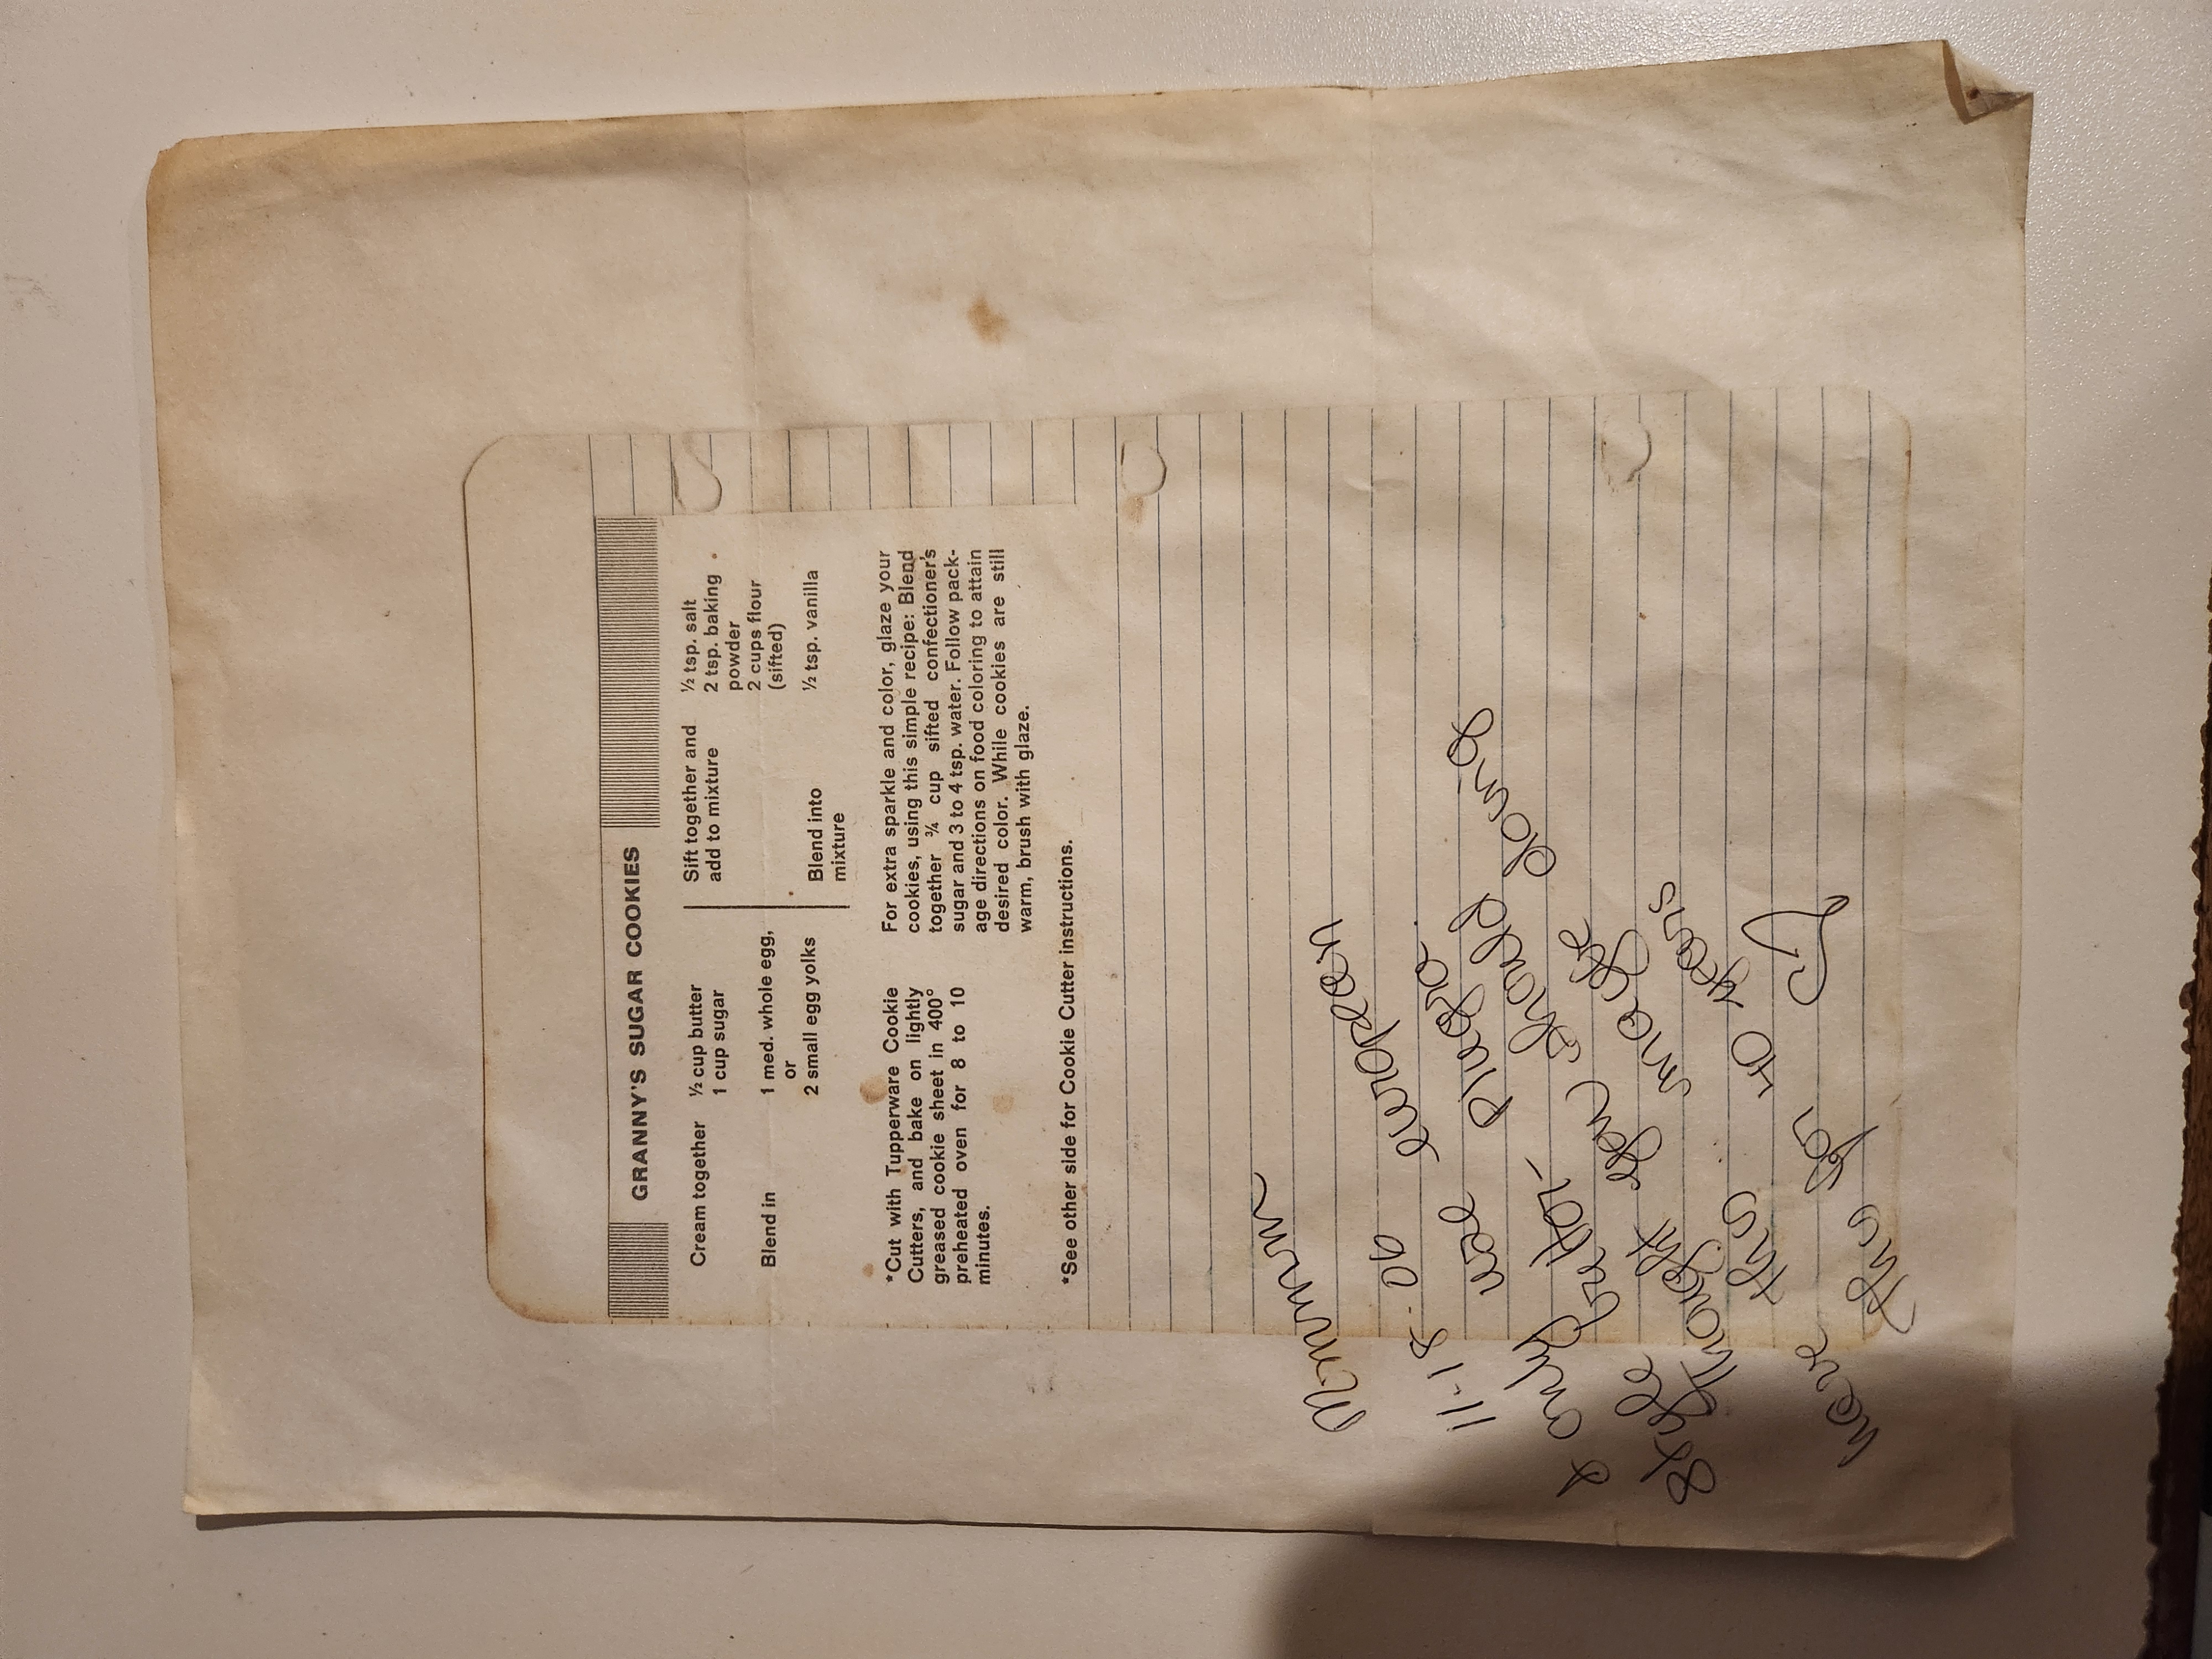 GRANNY'S SUGAR COOKIES
Cream together ½ cup butter
1 cup sugar
Blend in 1 med. whole egg,
or
2 small egg yolks
Sift together and ½ tsp. salt
add to mixture 2 tsp. baking
powder
2 cups flour
(sifted)
Blend into ½ tsp. vanilla
mixture
*Cut with Tupperware Cookie
Cutters, and bake on lightly
greased cookie sheet in 400°
preheated oven for 8 to 10
minutes.
For extra sparkle and color, glaze your
cookies, using this simple recipe: Blend
together ¾ cup sifted confectioner's
sugar and 3 to 4 tsp. water. Follow pack-
age directions on food coloring to attain
desired color. While cookies are still
warm, brush with glaze.
*See other side for Cookie Cutter instructions.
Mmmmm
11-18-06
I only use european
style butter- Plugra.
Thought you should
have this... maybe doing
this for 40 years